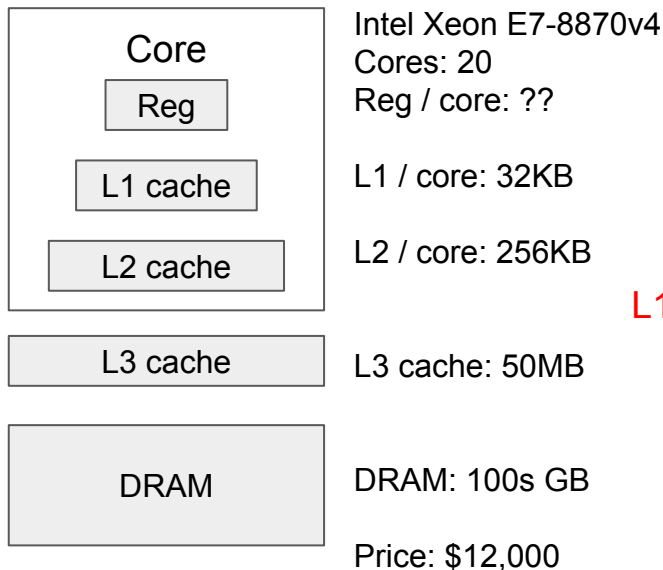 Core
Reg
L1 cache
L2 cache
L3 cache
DRAM
Intel Xeon E7-8870v4
Cores: 20
Reg / core: ??
L1 / core: 32KB
L2 / core: 256KB
L1
L3 cache: 50MB
DRAM: 100s GB
Price: $12,000